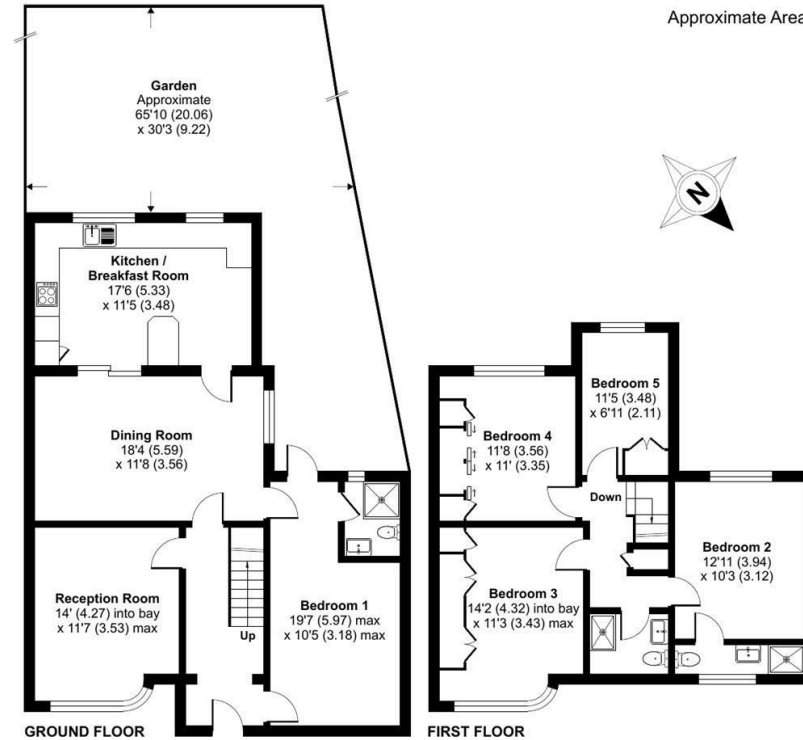 Approximate Area
Garden
Approximate
65'10 (20.06)
x 30'3 (9.22)
N
Kitchen /
Breakfast Room
17'6 (5.33)
x 11'5 (3.48)
Dining Room
18'4 (5.59)
x 11'8 (3.56)
Reception Room
14' (4.27) into bay
x 11'7 (3.53) max
Up
Bedroom 1
19'7 (5.97) max
x 10'5 (3.18) max
GROUND FLOOR
Bedroom 5
11'5 (3.48)
x 6'11 (2.11)
Bedroom 4
11'8 (3.56)
x 11' (3.35)
Down
Bedroom 2
12'11 (3.94)
x 10'3 (3.12)
Bedroom 3
14'2 (4.32) into bay
x 11'3 (3.43) max
FIRST FLOOR